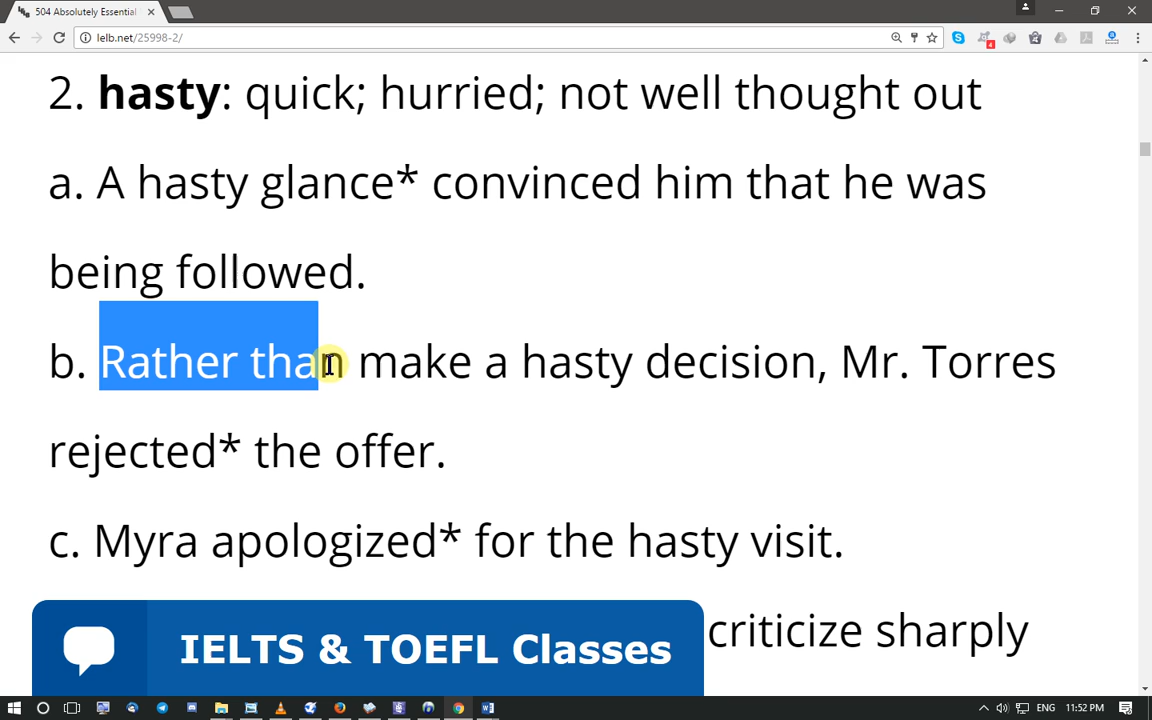 504 Absolutely Essential
lelb.net/25998-2/
4
2. hasty: quick; hurried; not well thought out
a. A hasty glance* convinced him that he was
being followed.
b. Rather than make a hasty decision, Mr. Torres
rejected* the offer.
c. Myra apologized* for the hasty visit.
criticize sharply
IELTS & TOEFL Classes
ENG 11:52 PM